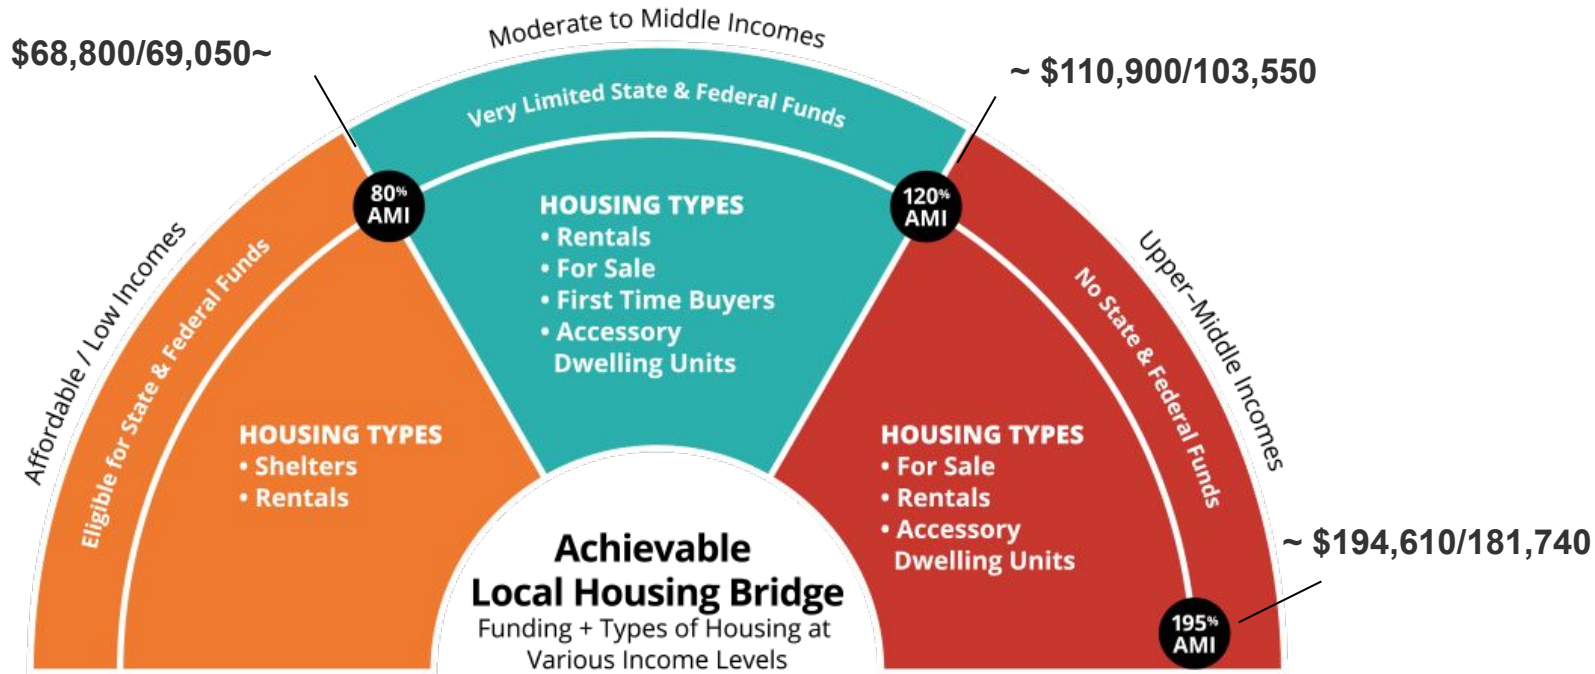 Moderate to Middle Incomes
$68,800/69,050~
~ $110,900/103,550
Very Limited State & Federal Funds
80%
AMI
120%
AMI
HOUSING TYPES
• Rentals
• For Sale
• First Time Buyers
• Accessory
Dwelling Units
Affordable / Low Incomes
Eligible for State & Federal Funds
HOUSING TYPES
• Shelters
• Rentals
Upper-Middle Incomes
No State & Federal Funds
HOUSING TYPES
• For Sale
• Rentals
• Accessory
Dwelling Units
~ $194,610/181,740
195%
AMI
Achievable
Local Housing Bridge
Funding + Types of Housing at
Various Income Levels